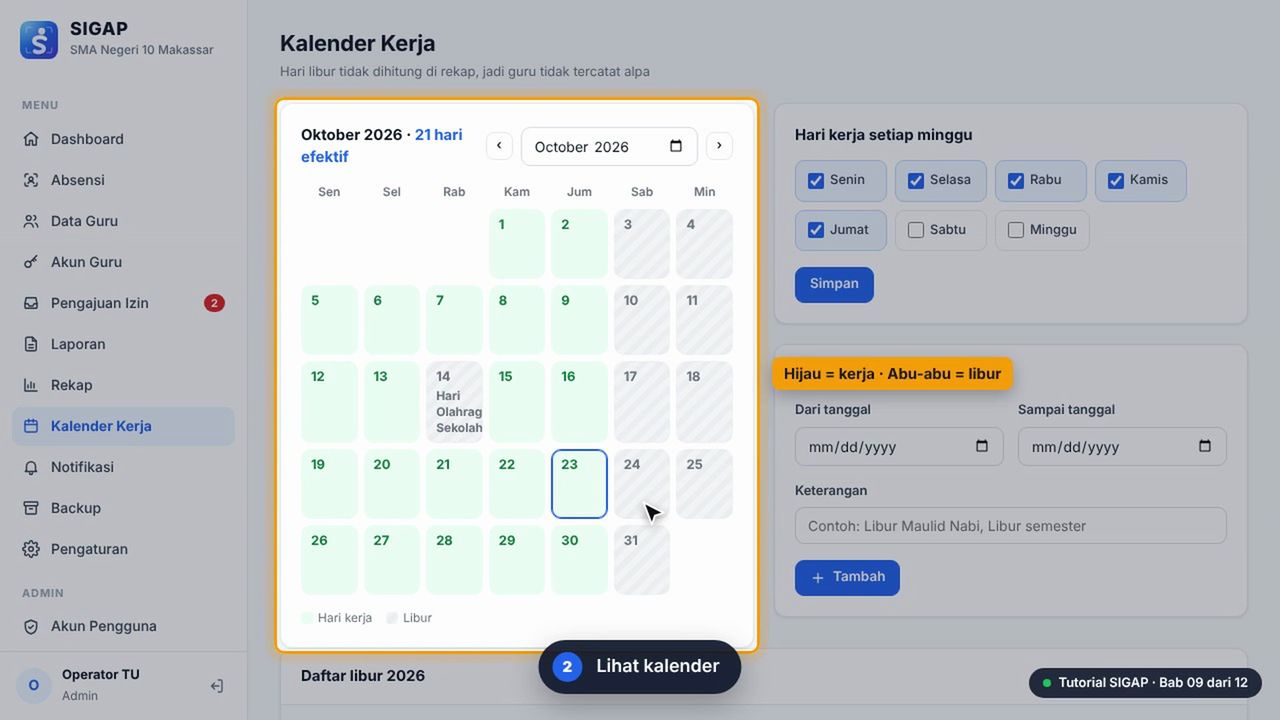 SIGAP
SMA Negeri 10 Makassar
MENU
Dashboard
Absensi
Data Guru
Akun Guru
Pengajuan Izin 2
Laporan
Rekap
Kalender Kerja
Notifikasi
Backup
Pengaturan
ADMIN
Akun Pengguna
O
Operator TU
Admin
Kalender Kerja
Hari libur tidak dihitung di rekap, jadi guru tidak tercatat alpa
Oktober 2026 · 21 hari
efektif
October 2026
Sen Sel Rab Kam Jum Sab Min
1 2 3 4
5 6 7 8 9 10 11
12 13 14 15 16 17 18
Hari
Olahrag
Sekolah
19 20 21 22 23 24 25
26 27 28 29 30 31
Hari kerja Libur
Hari kerja setiap minggu
Senin Selasa Rabu Kamis
Jumat Sabtu Minggu
Simpan
Hijau = kerja · Abu-abu = libur
Dari tanggal Sampai tanggal
mm/dd/yyyy mm/dd/yyyy
Keterangan
Contoh: Libur Maulid Nabi, Libur semester
+ Tambah
Daftar libur 2026
2 Lihat kalender
Tutorial SIGAP · Bab 09 dari 12